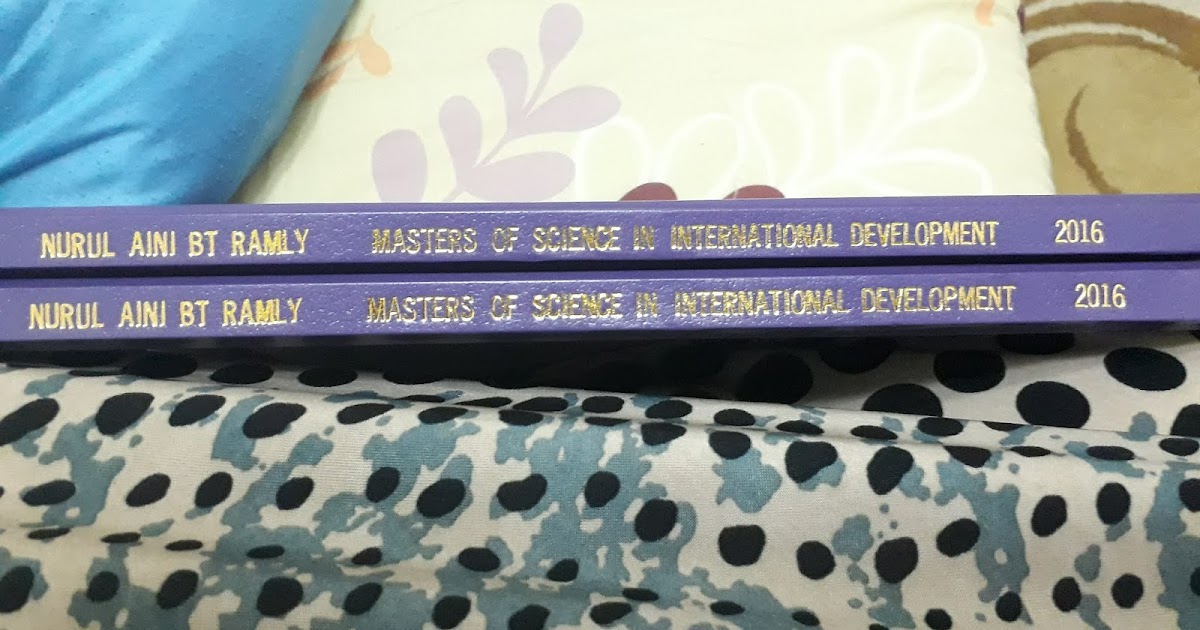 NURUL AINI BT RAMLY MASTERS OF SCIENCE IN INTERNATIONAL DEVELOPMENT 2016
NURUL AINI BT RAMLY MASTERS OF SCIENCE IN INTERNATIONAL DEVELOPMENT 2016